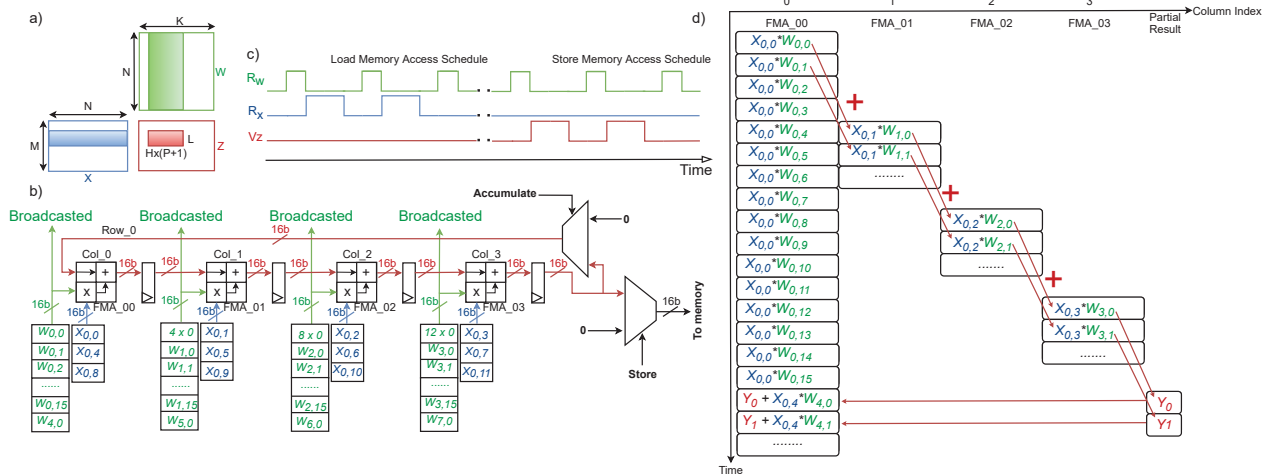 a)
K
N
W
N
M
L
Hx(P+1)
Z
X
c)
Load Memory Access Schedule
Store Memory Access Schedule
R_W
R_X
V_Z
Time
b)
Accumulate
Broadcasted
Broadcasted
Broadcasted
Broadcasted
0
Row_0
16b
Col_0
Col_1
Col_2
Col_3
16b
16b
16b
16b
16b
16b
16b
16b
+
+
+
+
X
X
X
X
16b
16b
16b
16b
FMA_00
FMA_01
FMA_02
FMA_03
16b
16b
16b
16b
16b
To memory
0
Store
W0,0
W0,1
W0,2
......
W0,15
W4,0
X0,0
X0,4
X0,8
4 x 0
W1,0
W1,1
......
W1,15
W5,0
X0,1
X0,5
X0,9
8 x 0
W2,0
W2,1
......
W2,15
W6,0
X0,2
X0,6
X0,10
12 x 0
W3,0
W3,1
......
W3,15
W7,0
X0,3
X0,7
X0,11
d)
0 1 2 3
Column Index
FMA_00 FMA_01 FMA_02 FMA_03
Partial
Result
X0,0*W0,0
X0,0*W0,1
X0,0*W0,2
X0,0*W0,3
X0,0*W0,4
X0,0*W0,5
X0,0*W0,6
X0,0*W0,7
X0,0*W0,8
X0,0*W0,9
X0,0*W0,10
X0,0*W0,11
X0,0*W0,12
X0,0*W0,13
X0,0*W0,14
X0,0*W0,15
Y0 + X0,4*W4,0
Y1 + X0,4*W4,1
........
+
X0,1*W1,0
X0,1*W1,1
........
+
X0,2*W2,0
X0,2*W2,1
.......
+
X0,3*W3,0
X0,3*W3,1
.......
Y0
Y1
Time